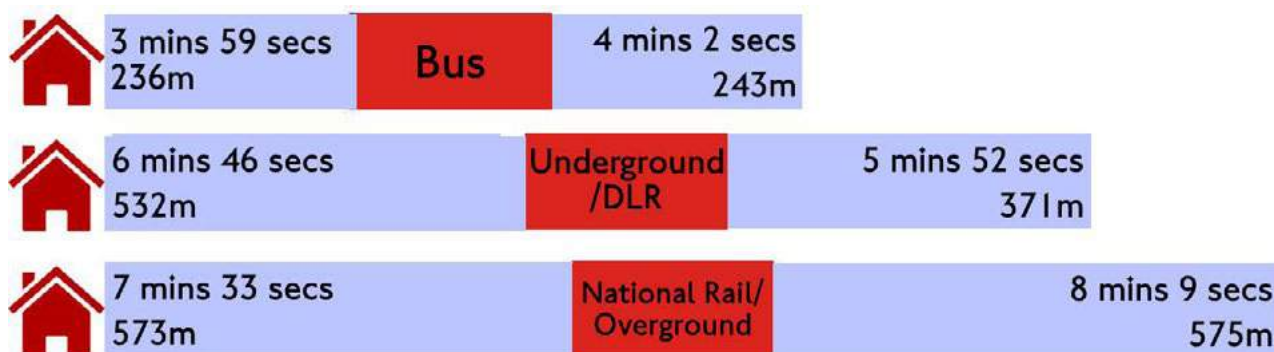 3 mins 59 secs
236m
Bus
4 mins 2 secs
243m
6 mins 46 secs
532m
Underground
/DLR
5 mins 52 secs
371m
7 mins 33 secs
573m
National Rail/
Overground
8 mins 9 secs
575m